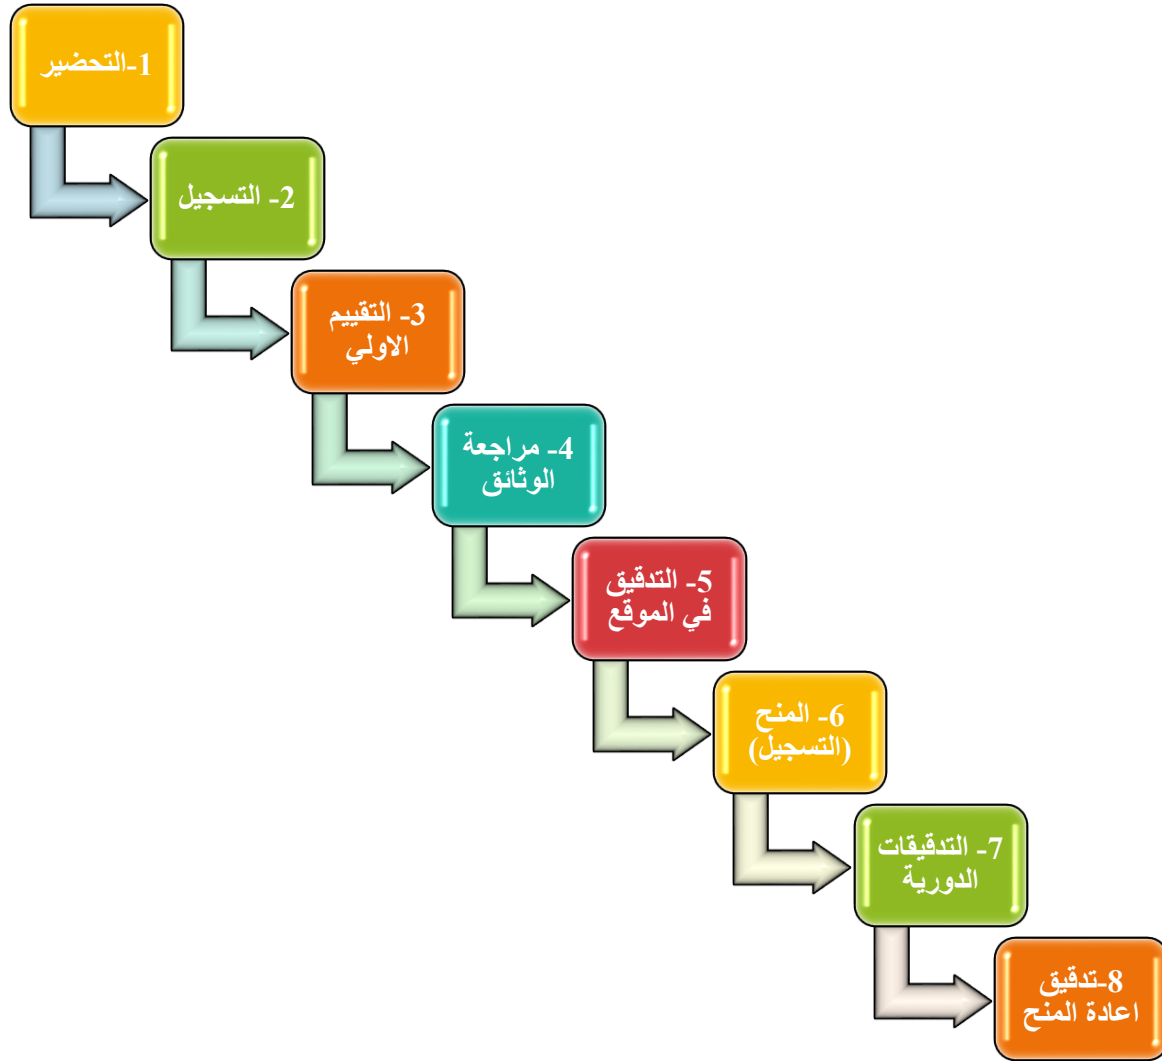 1-التحضير
2- التسجيل
3- التقييم
الاولي
4- مراجعة
الوثائق
5- التدقيق
في الموقع
6- المنح
(التسجيل)
7- التدقيقات
الدورية
8-تدقيق
اعادة المنح